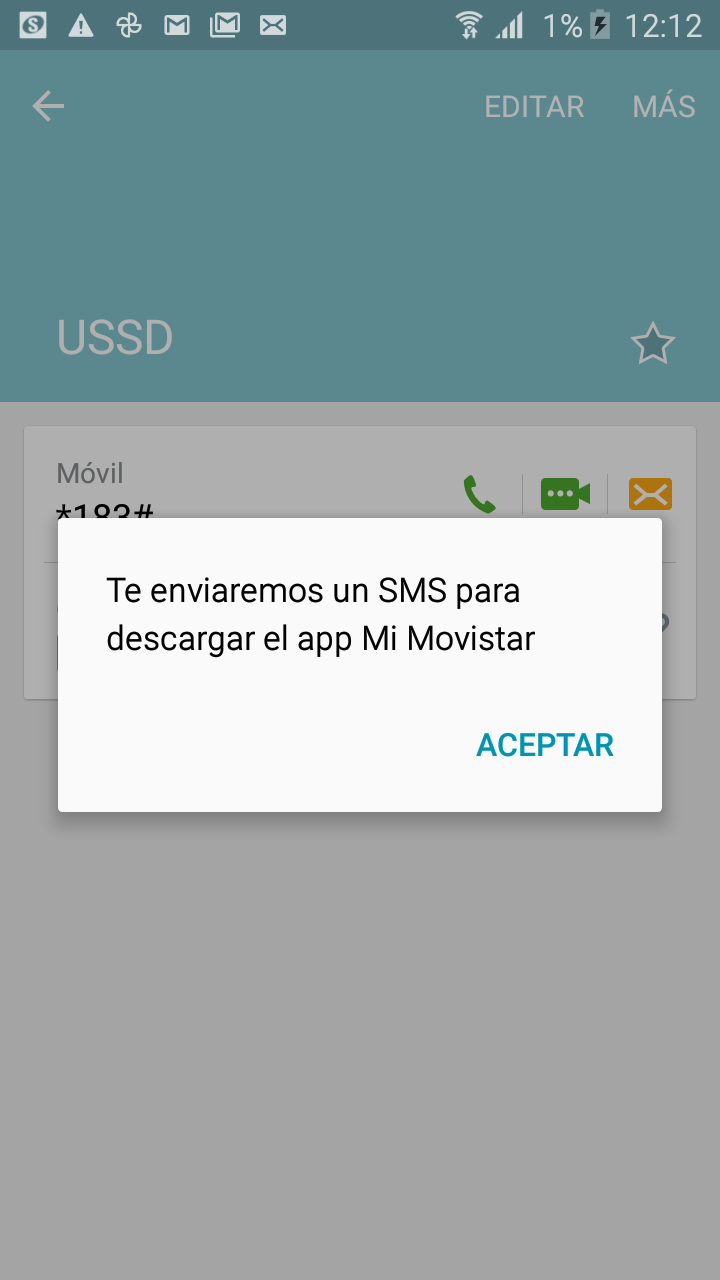 1% 12:12
EDITAR MÁS
USSD
Móvil
*183#
Te enviaremos un SMS para
descargar el app Mi Movistar
ACEPTAR